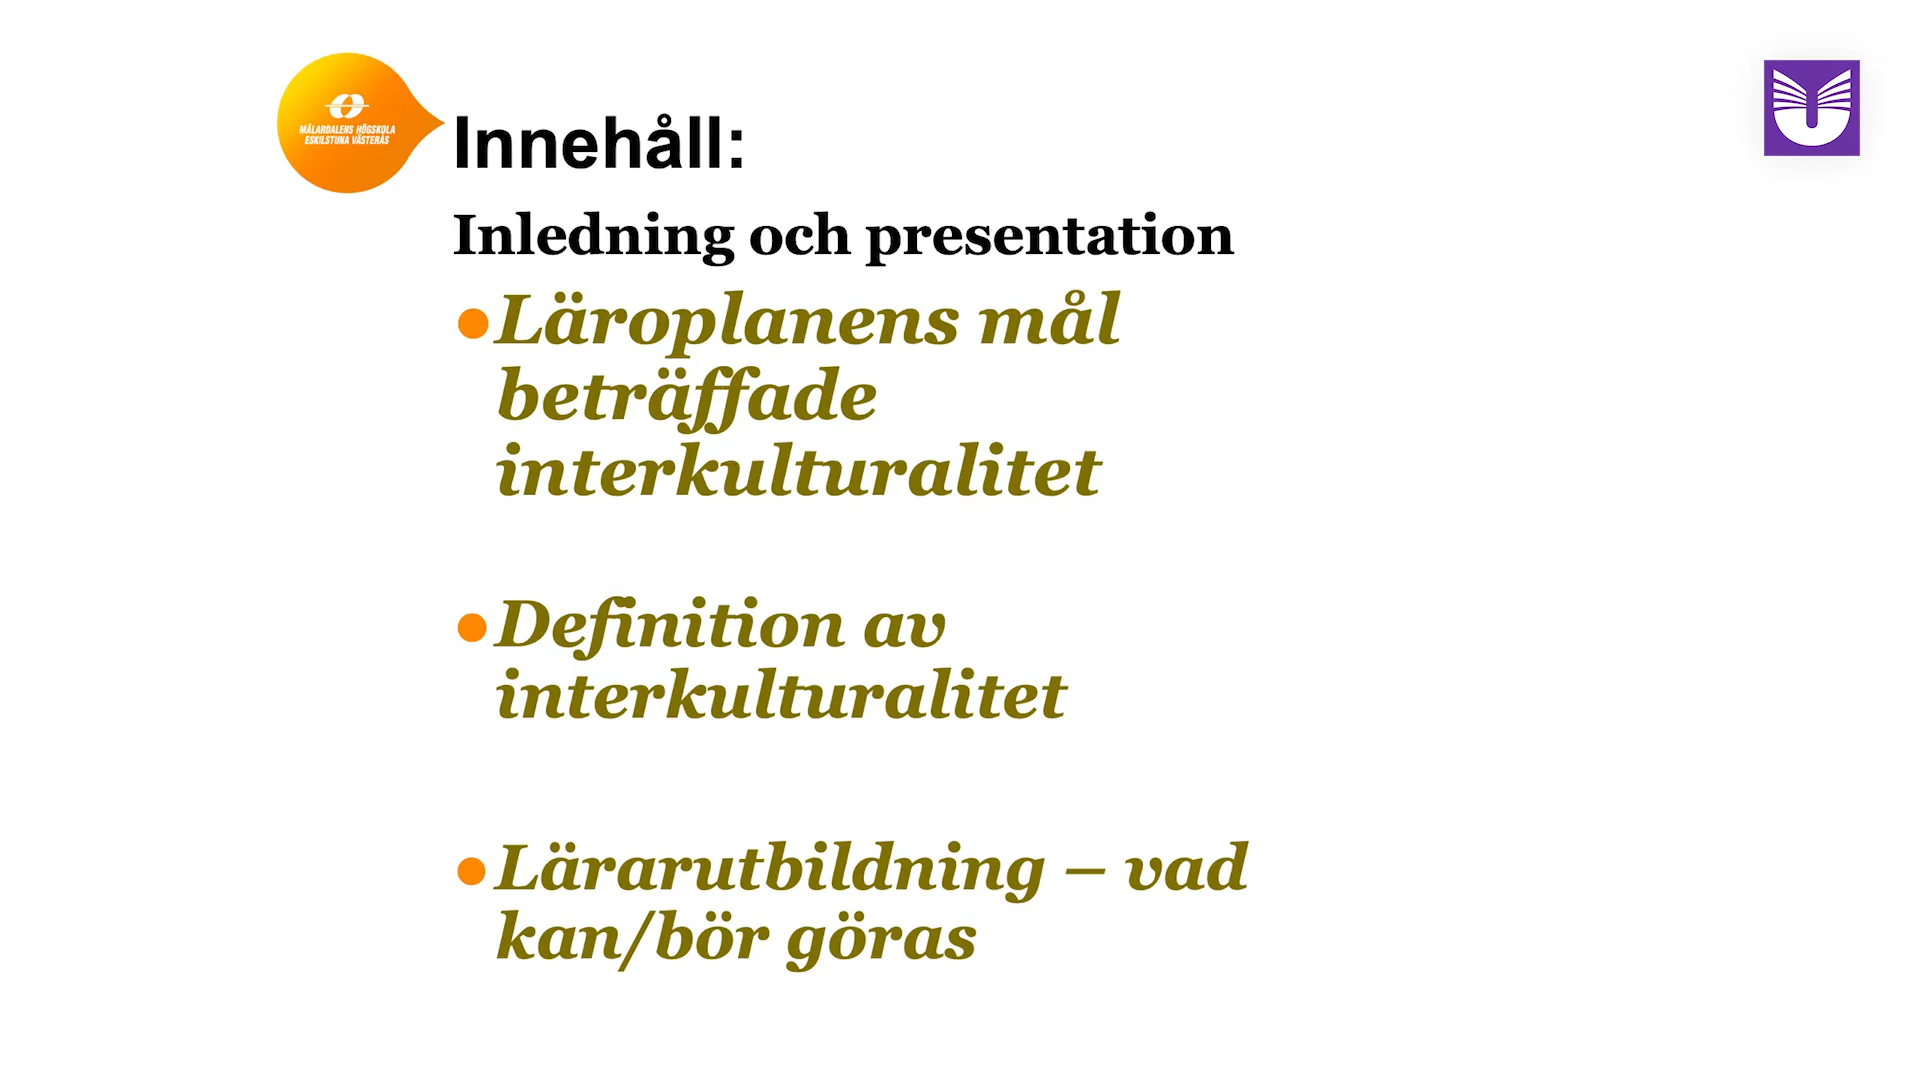 MÄLARDALENS HÖGSKOLA
ESKILSTUNA VÄSTERÅS
Innehåll:
Inledning och presentation
●Läroplanens mål
beträffade
interkulturalitet
●Definition av
interkulturalitet
●Lärarutbildning – vad
kan/bör göras